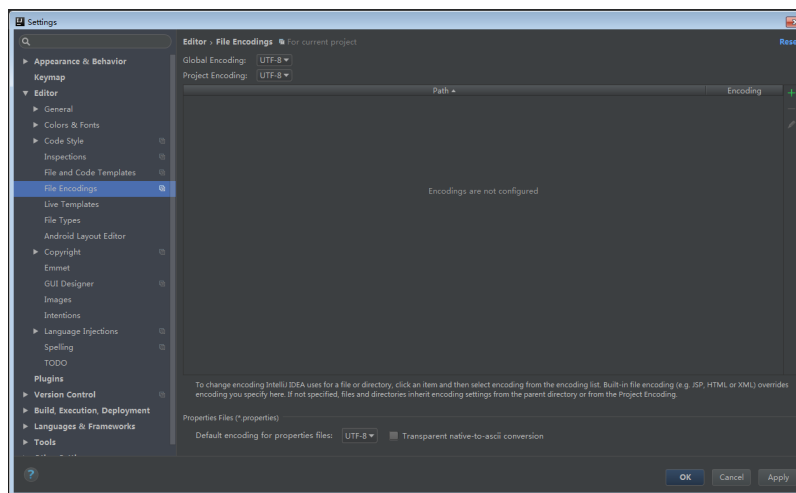 Settings
Editor › File Encodings For current project
Rese
Appearance & Behavior
Keymap
Editor
General
Colors & Fonts
Code Style
Inspections
File and Code Templates
File Encodings
Live Templates
File Types
Android Layout Editor
Copyright
Emmet
GUI Designer
Images
Intentions
Language Injections
Spelling
TODO
Plugins
Version Control
Build, Execution, Deployment
Languages & Frameworks
Tools
Global Encoding: UTF-8
Project Encoding: UTF-8
Path Encoding
Encodings are not configured
To change encoding IntelliJ IDEA uses for a file or directory, click an item and then select encoding from the encoding list. Built-in file encoding (e.g. JSP, HTML or XML) overrides
encoding you specify here. If not specified, files and directories inherit encoding settings from the parent directory or from the Project Encoding.
Properties Files (*.properties)
Default encoding for properties files: UTF-8 Transparent native-to-ascii conversion
?
OK Cancel Apply